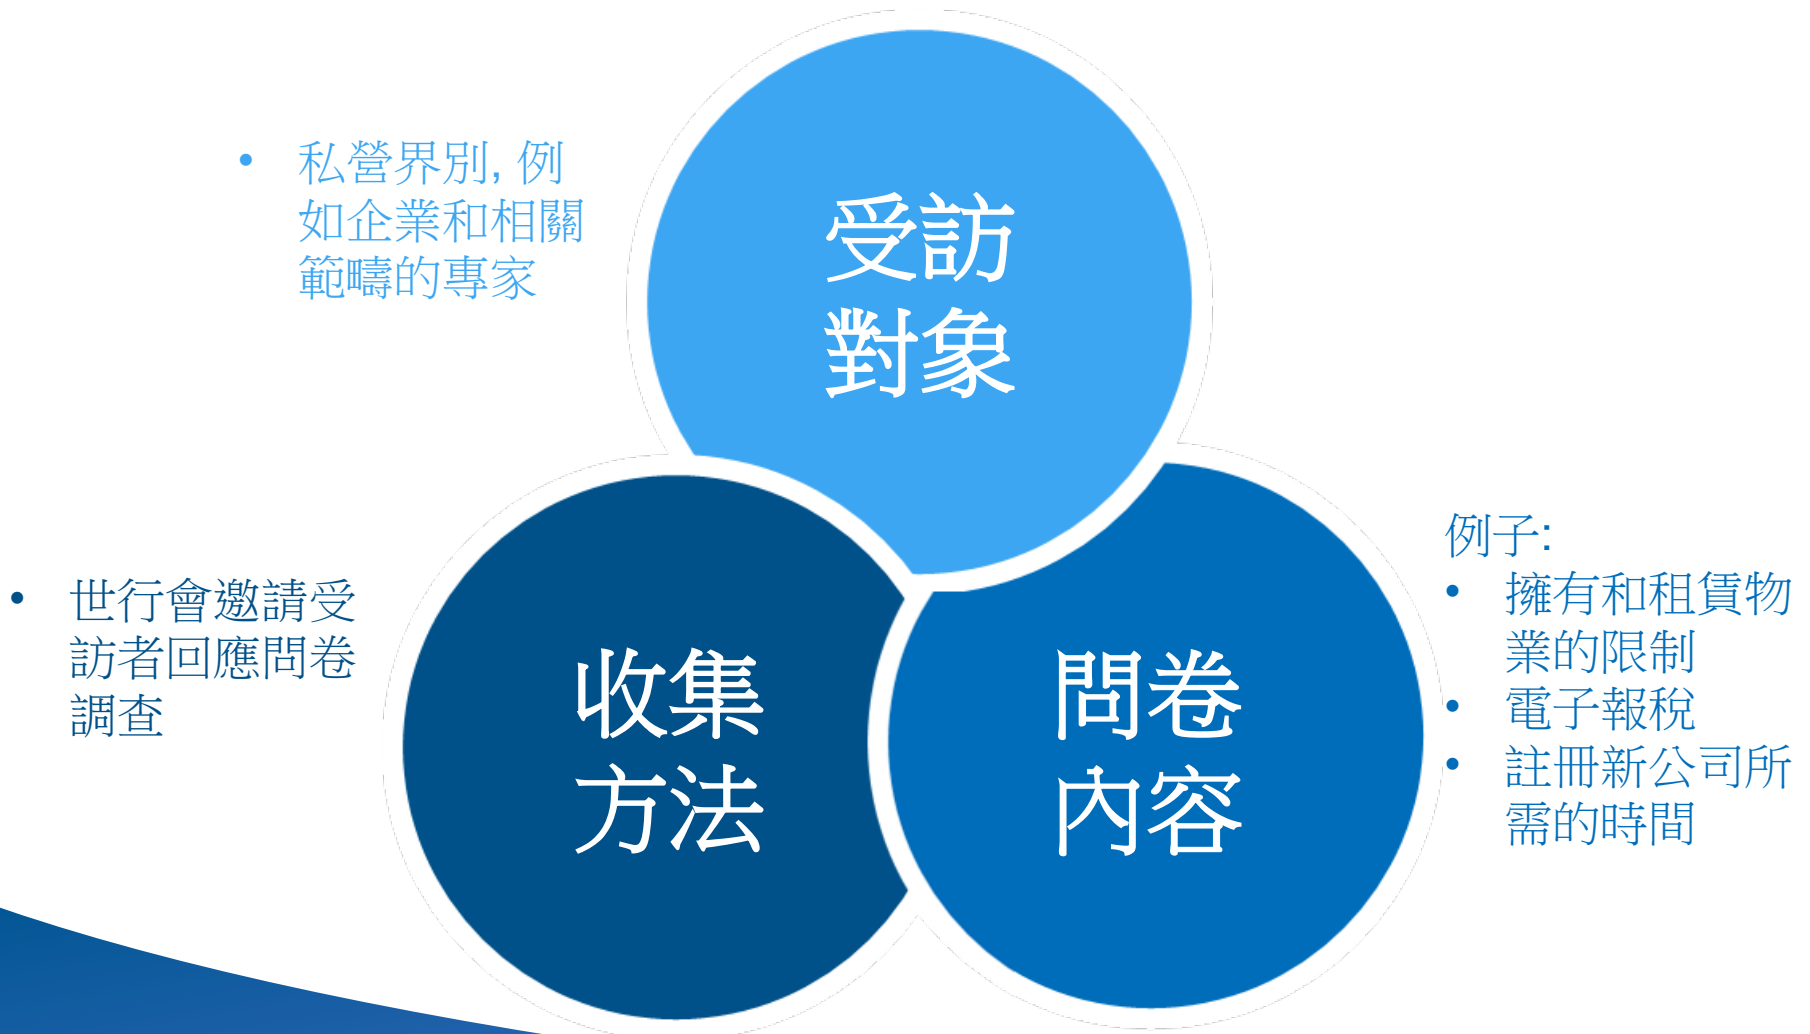 受訪
對象
• 私營界別, 例
如企業和相關
範疇的專家
收集
方法
• 世行會邀請受
訪者回應問卷
調查
問卷
內容
例子:
• 擁有和租賃物
業的限制
• 電子報稅
• 註冊新公司所
需的時間